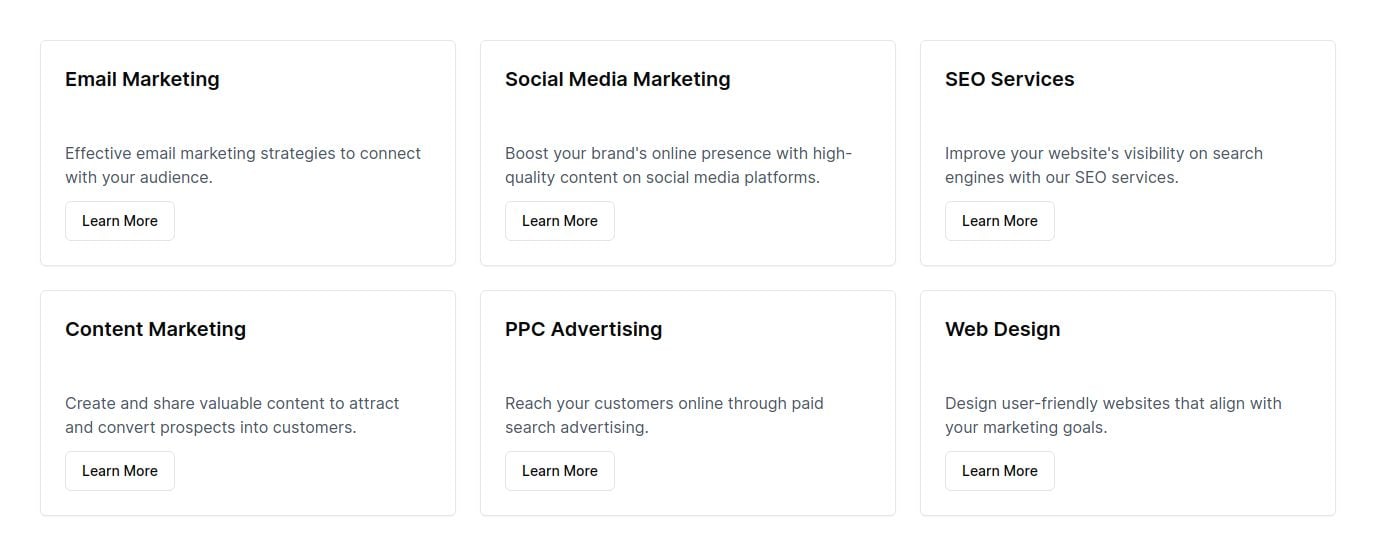 Email Marketing
Effective email marketing strategies to connect
with your audience.
Learn More
Social Media Marketing
Boost your brand's online presence with high-
quality content on social media platforms.
Learn More
SEO Services
Improve your website's visibility on search
engines with our SEO services.
Learn More
Content Marketing
Create and share valuable content to attract
and convert prospects into customers.
Learn More
PPC Advertising
Reach your customers online through paid
search advertising.
Learn More
Web Design
Design user-friendly websites that align with
your marketing goals.
Learn More